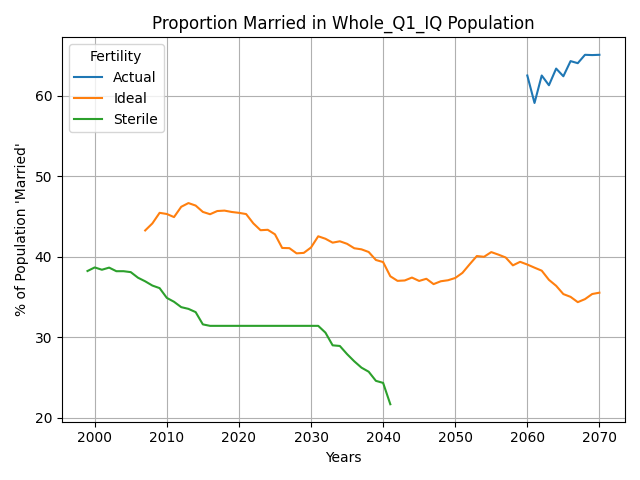 Proportion Married in Whole_Q1_IQ Population
Fertility
Actual
Ideal
Sterile
% of Population 'Married'
60
50
40
30
20
2000 2010 2020 2030 2040 2050 2060 2070
Years